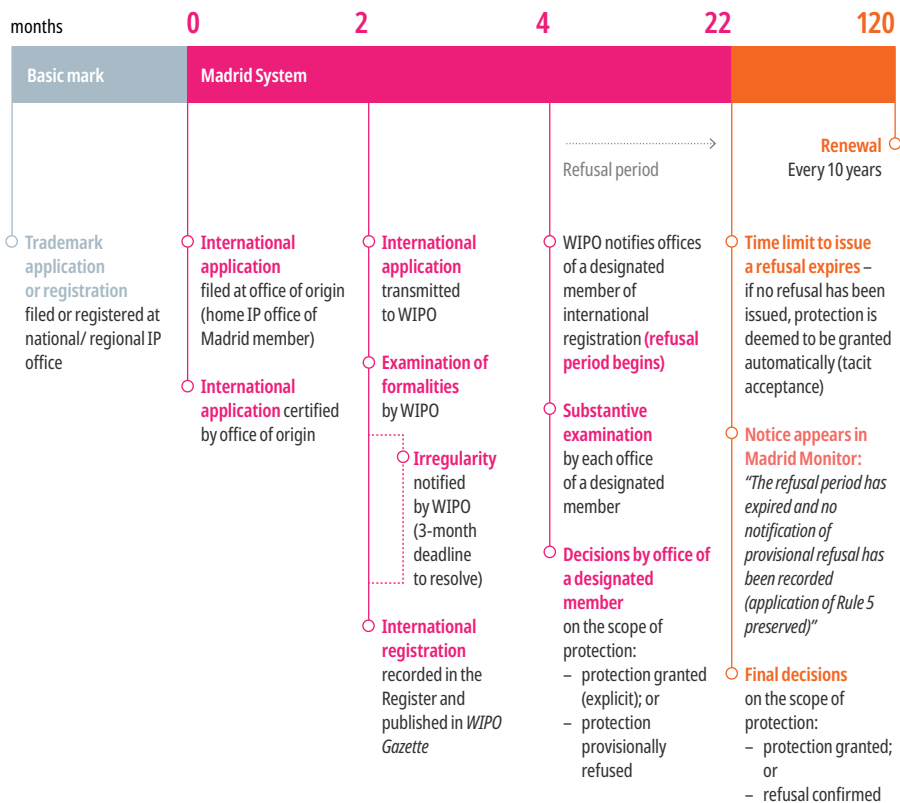 months
0
2
4
22
120
Basic mark
Madrid System
Refusal period
Renewal
Every 10 years
Trademark
application
or registration
filed or registered at
national/ regional IP
office
International
application
filed at office of origin
(home IP office of
Madrid member)
International
application certified
by office of origin
International
application
transmitted
to WIPO
Examination of
formalities
by WIPO
Irregularity
notified
by WIPO
(3-month
deadline
to resolve)
International
registration
recorded in the
Register and
published in WIPO
Gazette
WIPO notifies offices
of a designated
member of
international
registration (refusal
period begins)
Substantive
examination
by each office
of a designated
member
Decisions by office of
a designated
member
on the scope of
protection:
– protection granted
(explicit); or
– protection
provisionally
refused
Time limit to issue
a refusal expires –
if no refusal has been
issued, protection is
deemed to be granted
automatically (tacit
acceptance)
Notice appears in
Madrid Monitor:
“The refusal period has
expired and no
notification of
provisional refusal has
been recorded
(application of Rule 5
preserved)”
Final decisions
on the scope of
protection:
– protection granted;
or
– refusal confirmed